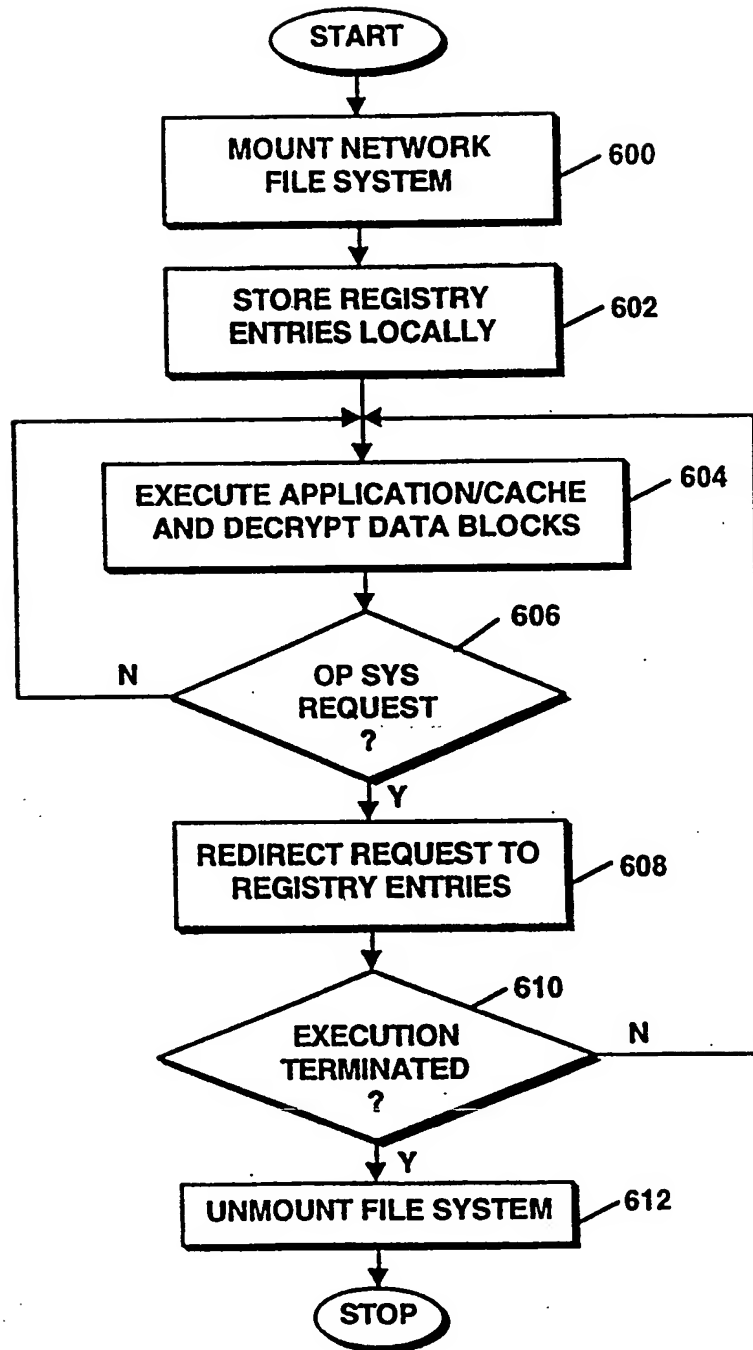 START
MOUNT NETWORK
FILE SYSTEM
600
STORE REGISTRY
ENTRIES LOCALLY
602
EXECUTE APPLICATION/CACHE
AND DECRYPT DATA BLOCKS
604
606
OP SYS
REQUEST
?
N
Y
REDIRECT REQUEST TO
REGISTRY ENTRIES
608
610
EXECUTION
TERMINATED
?
N
Y
UNMOUNT FILE SYSTEM
612
STOP